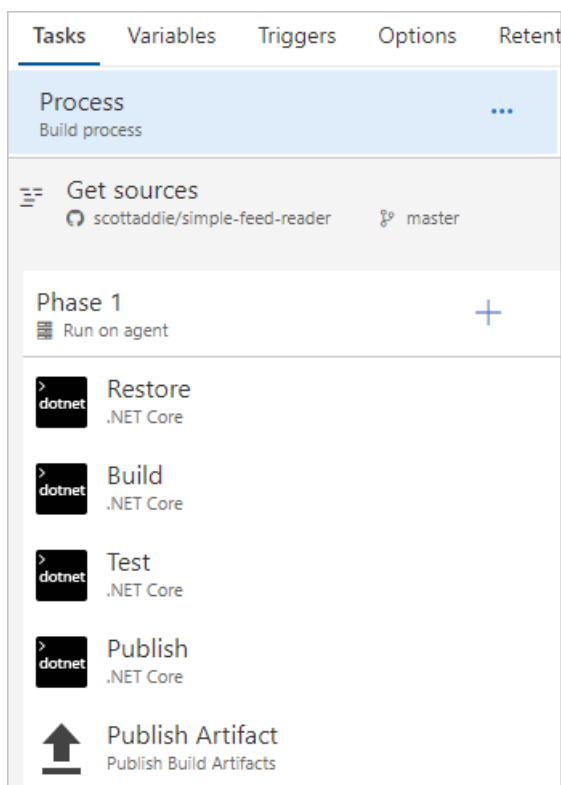 Tasks Variables Triggers Options Retent
Process
Build process
Get sources
scottaddie/simple-feed-reader master
Phase 1
Run on agent
>
dotnet
Restore
.NET Core
>
dotnet
Build
.NET Core
>
dotnet
Test
.NET Core
>
dotnet
Publish
.NET Core
Publish Artifact
Publish Build Artifacts